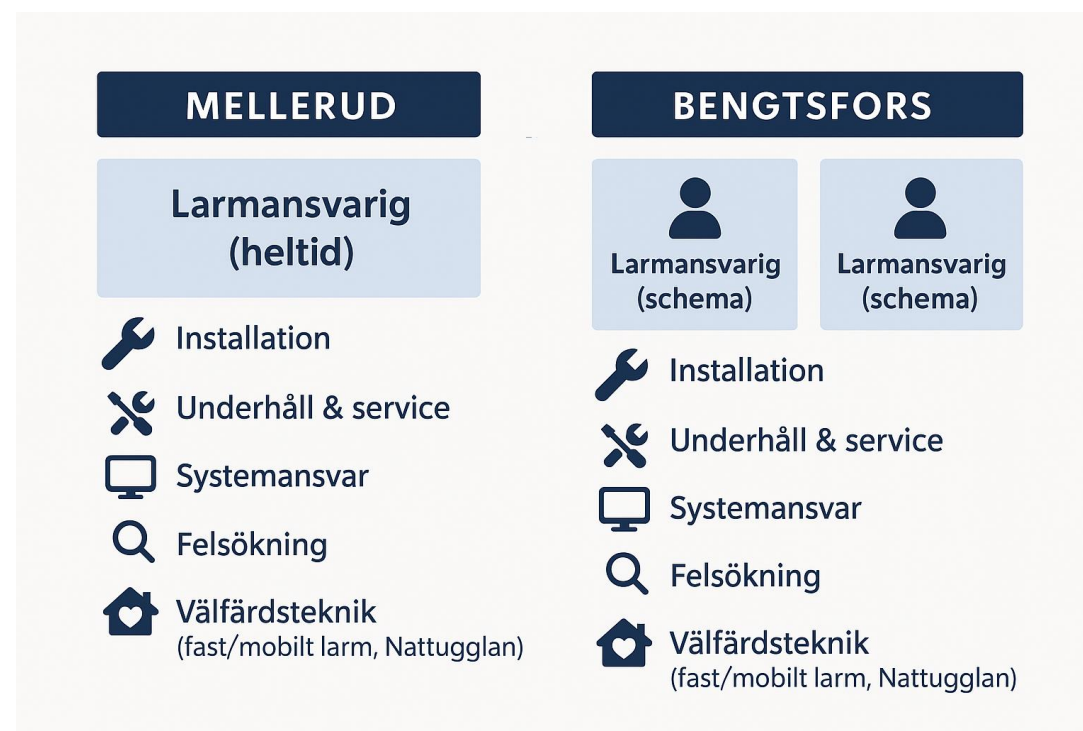 MELLERUD
Larmansvarig
(heltid)
Installation
Underhåll & service
Systemansvar
Felsökning
Välfärdsteknik
(fast/mobilt larm, Nattugglan)
BENGTSFORS
Larmansvarig
(schema)
Larmansvarig
(schema)
Installation
Underhåll & service
Systemansvar
Felsökning
Välfärdsteknik
(fast/mobilt larm, Nattugglan)